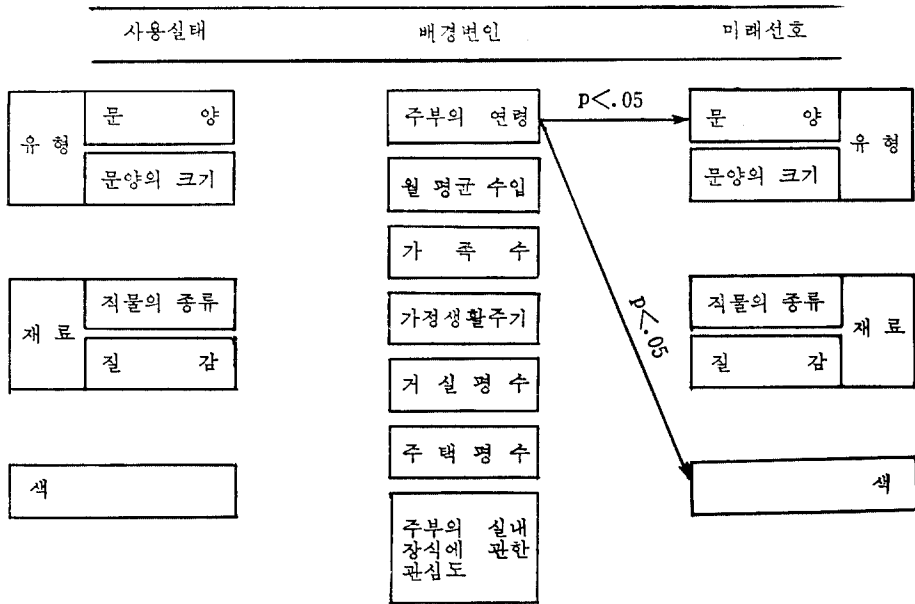 사용실태
배경변인
미래선호
유 형
문 양
문양의 크기
재 료
직물의 종류
질 감
색
주부의 연령
월 평균 수입
가 족 수
가정생활주기
거 실 평 수
주 택 평 수
주부의 실내
장식에 관한
관심도
p<.05
p<.05
문 양
문양의 크기
유 형
직물의 종류
질 감
재 료
색